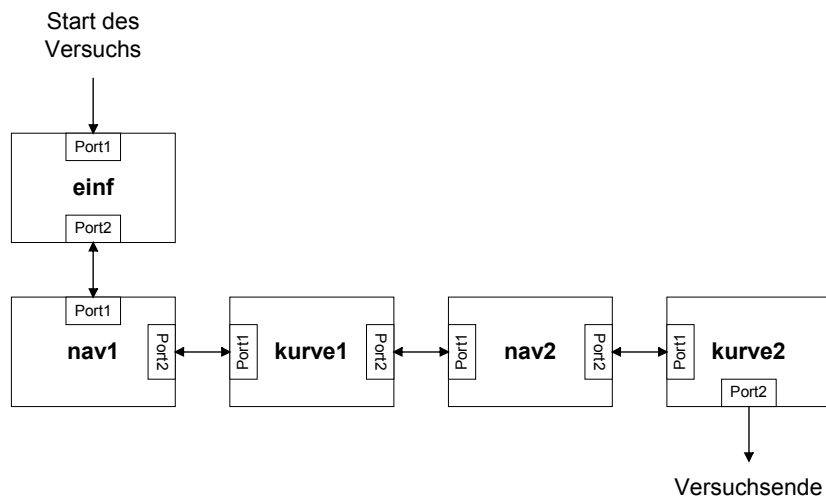 Start des
Versuchs
Port1
einf
Port2
Port1
nav1
Port2
Port1
kurve1
Port2
Port1
nav2
Port2
Port1
kurve2
Port2
Versuchsende